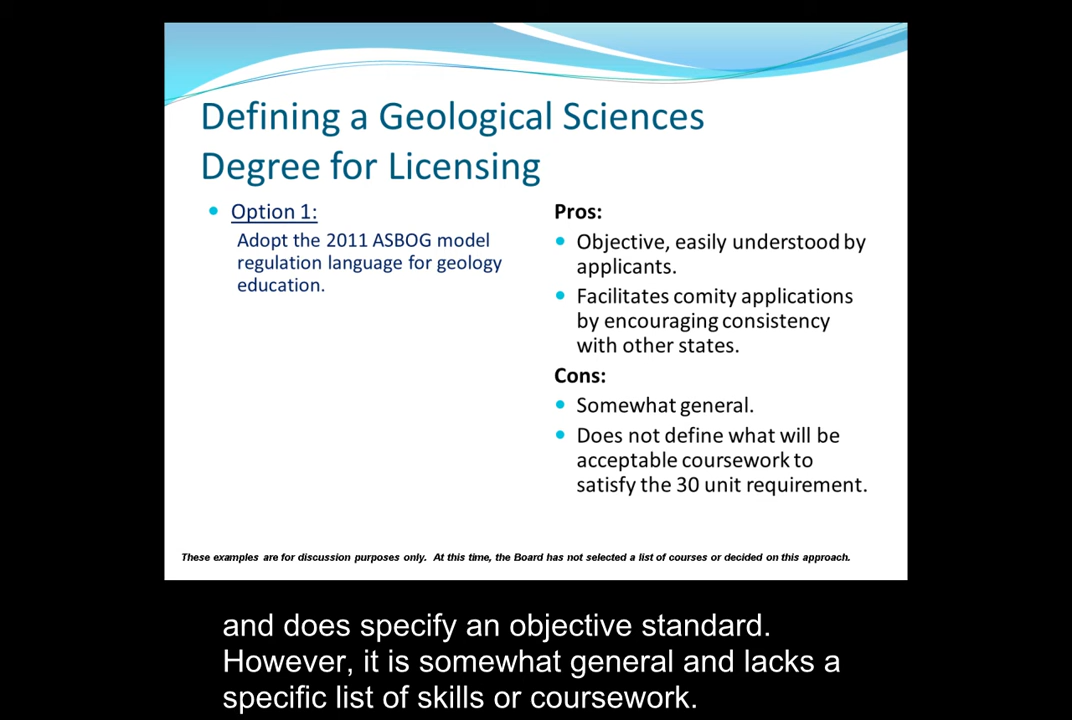 Defining a Geological Sciences
Degree for Licensing
Option 1:
Adopt the 2011 ASBOG model
regulation language for geology
education.
Pros:
Objective, easily understood by
applicants.
Facilitates comity applications
by encouraging consistency
with other states.
Cons:
Somewhat general.
Does not define what will be
acceptable coursework to
satisfy the 30 unit requirement.
These examples are for discussion purposes only. At this time, the Board has not selected a list of courses or decided on this approach.
and does specify an objective standard.
However, it is somewhat general and lacks a
specific list of skills or coursework.